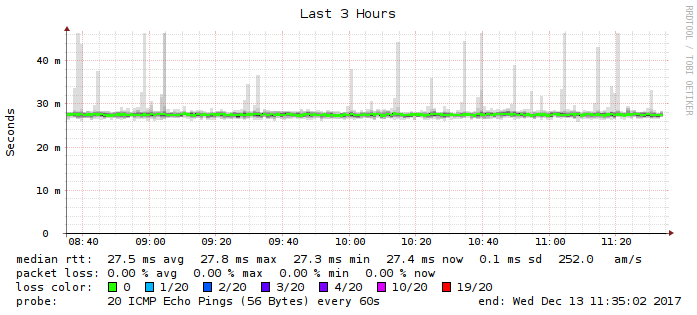 Last 3 Hours
RRDTOOL / TOBI OETIKER
Seconds
40 m
30 m
20 m
10 m
0
08:40 09:00 09:20 09:40 10:00 10:20 10:40 11:00 11:20
median rtt: 27.5 ms avg 27.8 ms max 27.3 ms min 27.4 ms now 0.1 ms sd 252.0 am/s
packet loss: 0.00 % avg 0.00 % max 0.00 % min 0.00 % now
loss color: 0 1/20 2/20 3/20 4/20 10/20 19/20
probe: 20 ICMP Echo Pings (56 Bytes) every 60s end: Wed Dec 13 11:35:02 2017